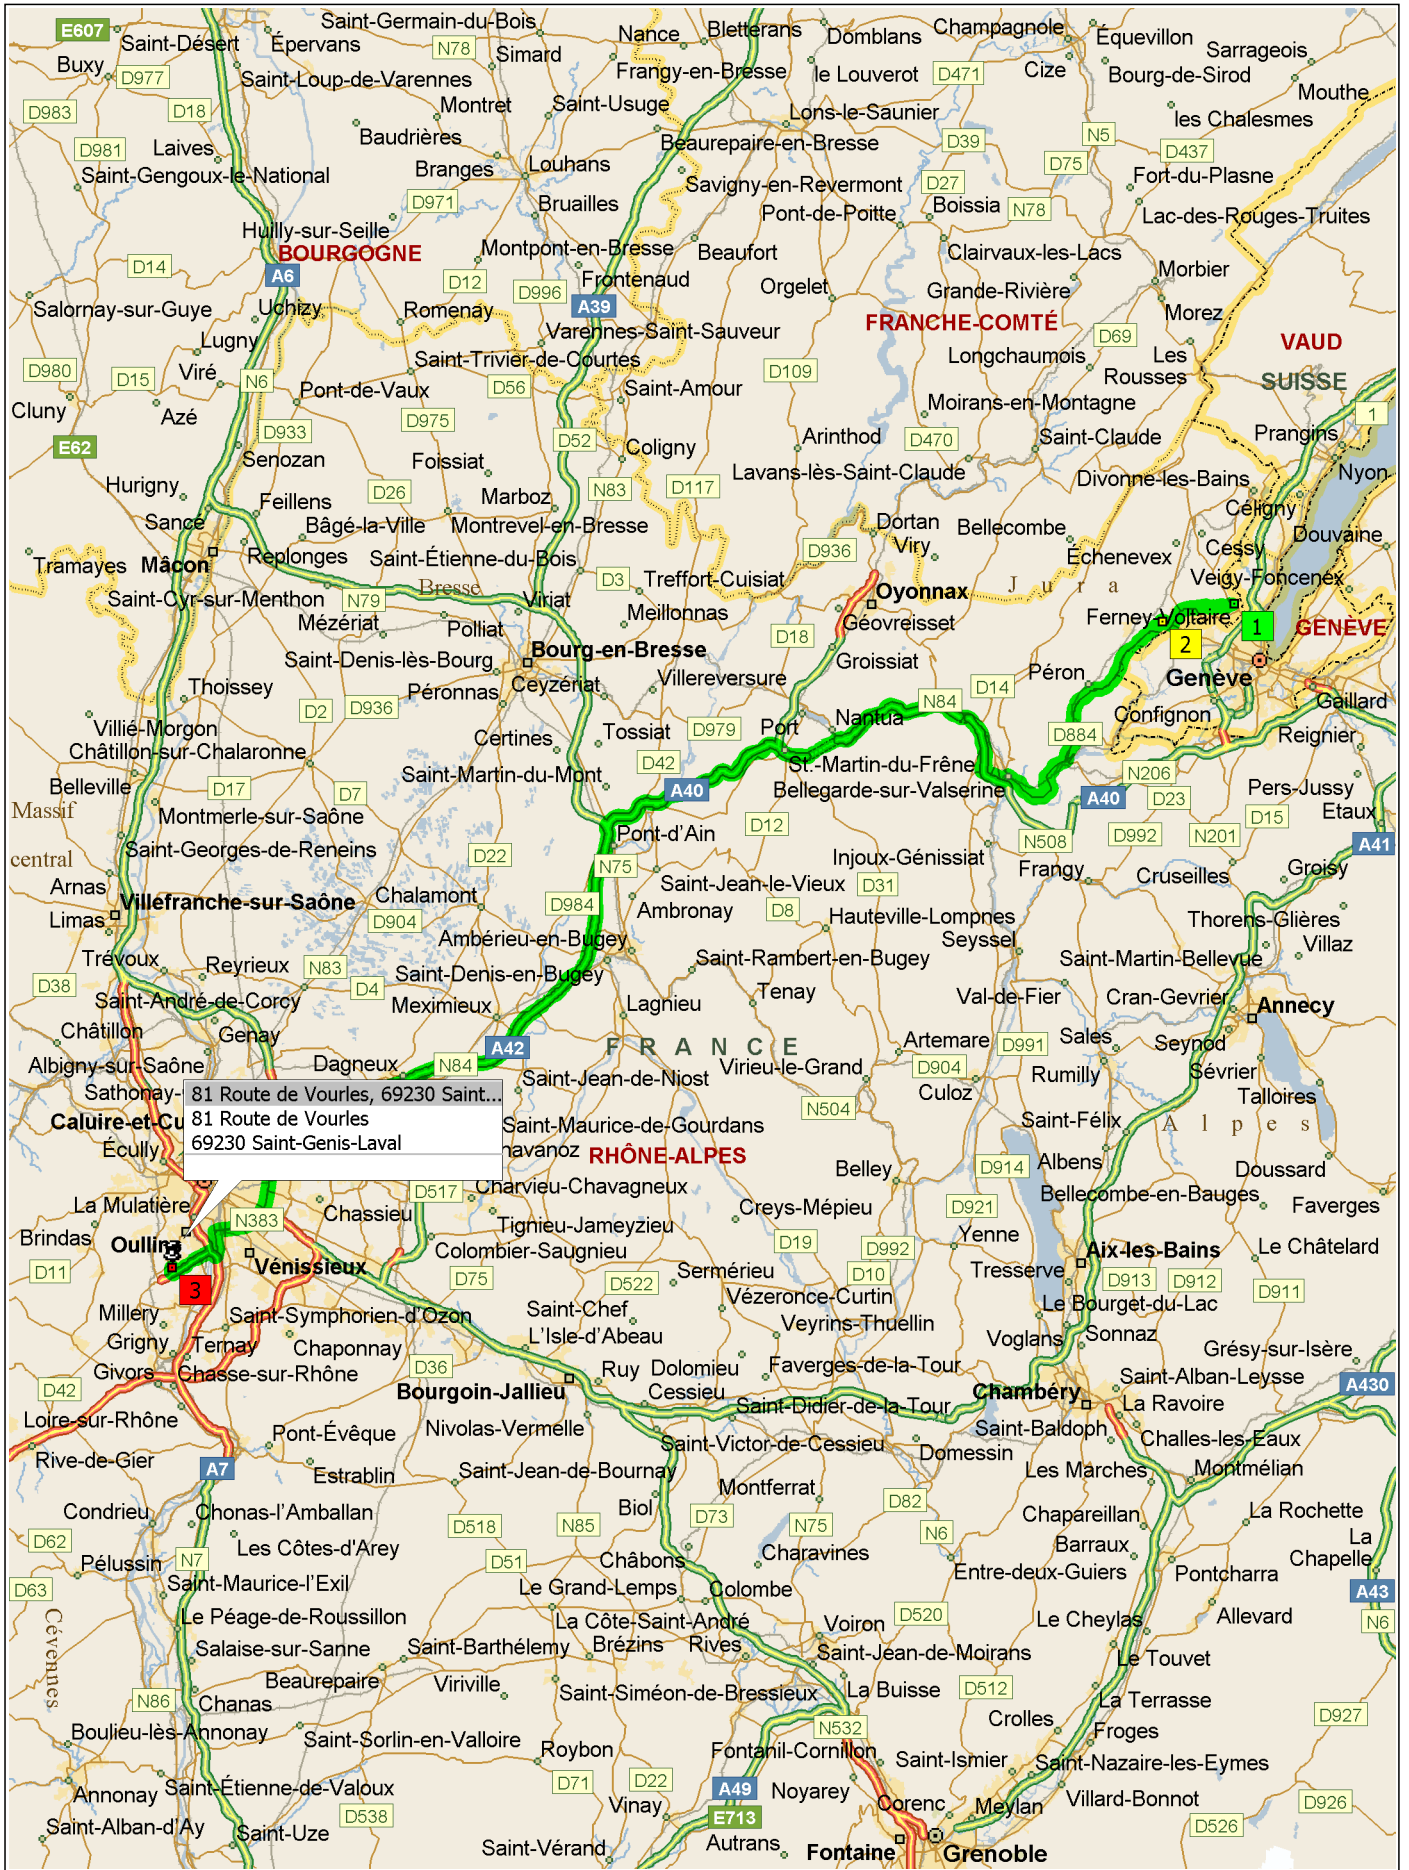 E607
Saint-Germain-du-Bois
Nance
Bletterans
Domblans
Champagnole
Équevillon
Saint-Désert
Épervans
N78
Simard
Sarrageois
Buxy
D977
Saint-Loup-de-Varennes
Frangy-en-Bresse
le Louverot
D471
Cize
Bourg-de-Sirod
Mouthe
D983
D18
Montret
Saint-Usuge
Lons-le-Saunier
les Chalesmes
Baudrières
D981
Laives
Beaurepaire-en-Bresse
D39
N5
D437
Branges
Louhans
D75
Saint-Gengoux-le-National
Savigny-en-Revermont
D27
Fort-du-Plasne
D971
Bruailles
Pont-de-Poitte
Boissia
N78
Lac-des-Rouges-Truites
Huilly-sur-Seille
BOURGOGNE
Montpont-en-Bresse
Beaufort
Clairvaux-les-Lacs
D14
A6
D12
Frontenaud
Orgelet
Grande-Rivière
Morbier
D996
A39
Salornay-sur-Guye
Uchizy
Romenay
FRANCHE-COMTÉ
Morez
Lugny
Varennes-Saint-Sauveur
D69
VAUD
Saint-Trivier-de-Courtes
Longchaumois
Les
Rousses
D980
D15
Viré
N6
Pont-de-Vaux
D56
Saint-Amour
D109
SUISSE
Cluny
Azé
D975
Moirans-en-Montagne
1
E62
D933
D52
Arinthod
D470
Saint-Claude
Prangins
Senozan
Foissiat
Coligny
Lavans-lès-Saint-Claude
Nyon
Hurigny
D26
Marboz
N83
D117
Divonne-les-Bains
Feillens
Sancé
Bâgé-la-Ville
Montrevel-en-Bresse
Dortan
Bellecombe
Céligny
Douvaine
Tramayes
Mâcon
Replonges
Saint-Étienne-du-Bois
D936
Viry
Échenevex
Cessy
Bresse
D3
Treffort-Cuisiat
Jura
Veigy-Foncenex
Saint-Cyr-sur-Menthon
N79
Viriat
Meillonnas
Oyonnax
Ferney-Voltaire
1
GENÈVE
Mézériat
Polliat
D18
Géovreisset
2
Saint-Denis-lès-Bourg
Bourg-en-Bresse
Groissiat
Péron
Genève
Thoissey
Péronnas
Ceyzériat
Villereversure
N84
D14
Gaillard
D2
D936
Villié-Morgon
Tossiat
D979
Port
Nantua
Confignon
Châtillon-sur-Chalaronne
Certines
D884
Reignier
Saint-Martin-du-Mont
D42
St.-Martin-du-Frêne
N206
Belleville
D17
D7
A40
Bellegarde-sur-Valserine
A40
D23
Pers-Jussy
Massif
central
Montmerle-sur-Saône
Pont-d'Ain
D12
N508
D992
N201
D15
Etaux
Saint-Georges-de-Reneins
D22
N75
Injoux-Génissiat
A41
Arnas
Saint-Jean-le-Vieux
D31
Frangy
Cruseilles
Groisy
Villefranche-sur-Saône
Chalamont
D984
Ambronay
D8
Limas
D904
Hauteville-Lompnes
Thorens-Glières
Ambérieu-en-Bugey
Seyssel
Villaz
Trévoux
Reyrieux
N83
Saint-Denis-en-Bugey
Saint-Rambert-en-Bugey
Saint-Martin-Bellevue
D38
Saint-André-de-Corcy
D4
Meximieux
Lagnieu
Tenay
Val-de-Fier
Cran-Gevrier
Annecy
Châtillon
Genay
A42
FRANCE
Artemare
D991
Sales
Seynod
Albigny-sur-Saône
Dagneux
N84
Saint-Jean-de-Niost
Virieu-le-Grand
D904
Culoz
Rumilly
Sévrier
Talloires
Sathonay-
81 Route de Vourles, 69230 Saint...
81 Route de Vourles
69230 Saint-Genis-Laval
N504
Caluire-et-Cu
Saint-Maurice-de-Gourdans
Saint-Félix
Alpes
Écully
navanoz
RHÔNE-ALPES
Belley
D914
Albens
Doussard
La Mulatière
D517
Charvieu-Chavagneux
Bellecombe-en-Bauges
Faverges
N383
Chassieu
Tignieu-Jameyzieu
Creys-Mépieu
D921
Brindas
Yenne
Oullins
Colombier-Saugnieu
D19
D992
Aix-les-Bains
Le Châtelard
D11
Vénissieux
D75
D522
Sermérieu
D10
Tresserve
D913
D912
D911
3
Millery
Saint-Symphorien-d'Ozon
Saint-Chef
Vézeronce-Curtin
Le Bourget-du-Lac
Grigny
Ternay
Chaponnay
L'Isle-d'Abeau
Veyrins-Thuellin
Voglans
Sonnaz
Grésy-sur-Isère
Givors
Chasse-sur-Rhône
D36
Ruy
Dolomieu
Faverges-de-la-Tour
Saint-Alban-Leysse
D42
Bourgoin-Jallieu
Cessieu
Chambéry
A430
Loire-sur-Rhône
Nivolas-Vermelle
Saint-Didier-de-la-Tour
La Ravoire
Pont-Évêque
Saint-Victor-de-Cessieu
Saint-Baldoph
Challes-les-Eaux
Rive-de-Gier
A7
Domessin
Estrablin
Saint-Jean-de-Bournay
Montferrat
Les Marches
Montmélian
Condrieu
Chonas-l'Amballan
Biol
D73
D82
Chapareillan
La Rochette
D62
D518
N85
N75
N6
Barraux
La
Chapelle
Les Côtes-d'Arey
Pélussin
N7
D51
Châbons
Charavines
Entre-deux-Guiers
Pontcharra
D63
Saint-Maurice-l'Exil
Le Grand-Lemps
Colombe
A43
Cévennes
Le Péage-de-Roussillon
La Côte-Saint-André
D520
Le Cheylas
Allevard
N6
Salaise-sur-Sanne
Saint-Barthélemy
Brézins
Rives
Voiron
Saint-Jean-de-Moirans
Le Touvet
Beaurepaire
Viriville
N86
Chanas
Saint-Siméon-de-Bressieux
La Buisse
D512
La Terrasse
D927
Boulieu-lès-Annonay
Saint-Sorlin-en-Valloire
N532
Crolles
Froges
Roybon
Fontanil-Cornillon
Saint-Ismier
Saint-Nazaire-les-Eymes
Annonay
Saint-Étienne-de-Valoux
D71
D22
A49
Noyarey
Villard-Bonnot
D538
Vinay
E713
Corenc
Meylan
D926
Saint-Alban-d'Ay
Saint-Uze
Saint-Vérand
Autrans
Fontaine
Grenoble
D526